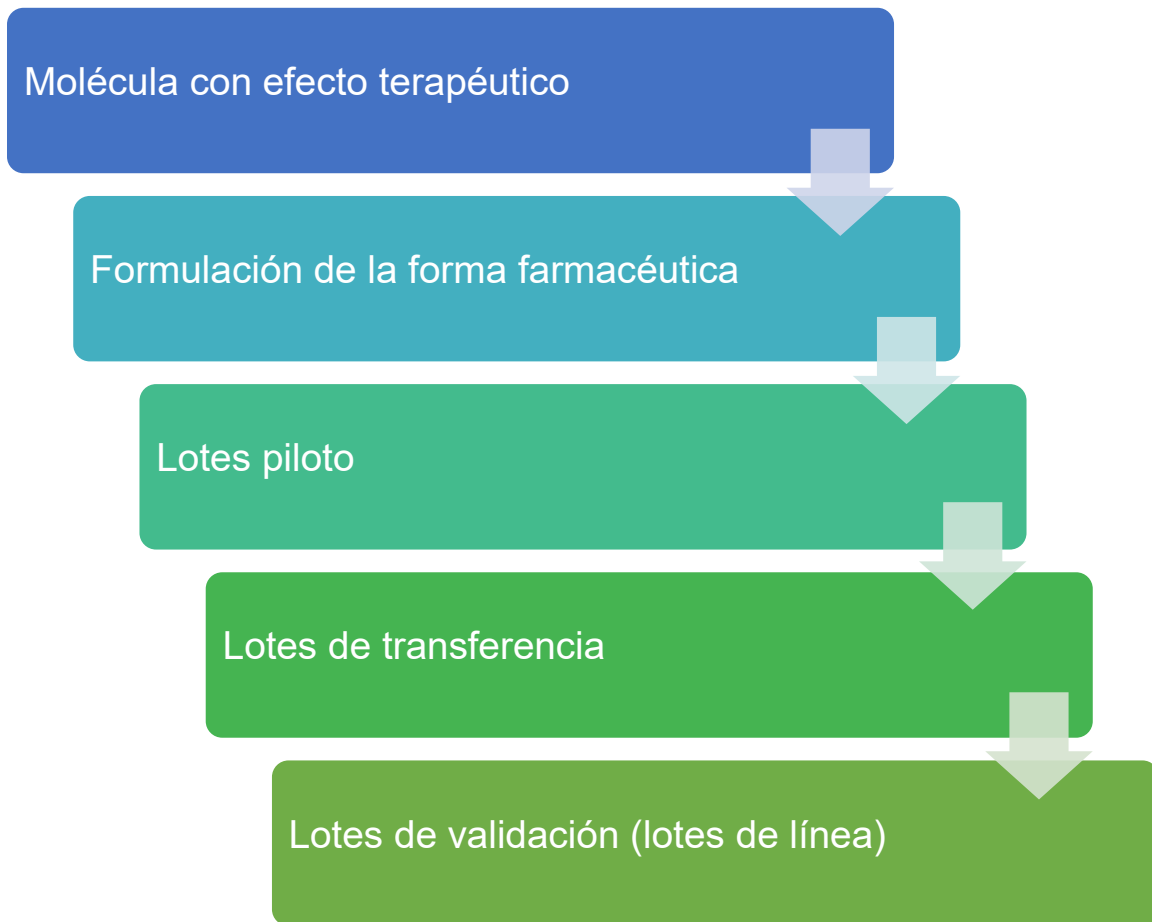 Molécula con efecto terapéutico
Formulación de la forma farmacéutica
Lotes piloto
Lotes de transferencia
Lotes de validación (lotes de línea)